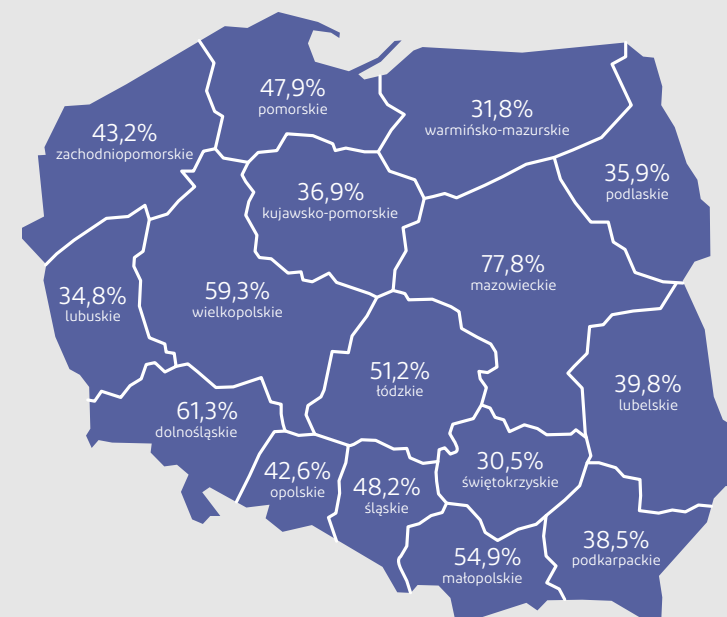 47,9%
pomorskie
31,8%
warmińsko-mazurskie
43,2%
zachodniopomorskie
35,9%
podlaskie
36,9%
kujawsko-pomorskie
77,8%
mazowieckie
34,8%
lubuskie
59,3%
wielkopolskie
51,2%
łódzkie
39,8%
lubelskie
61,3%
dolnośląskie
42,6%
opolskie
48,2%
śląskie
30,5%
świętokrzyskie
54,9%
małopolskie
38,5%
podkarpackie